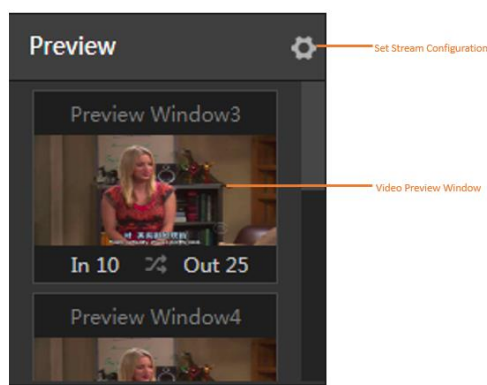 Preview
Set Stream Configuration
Preview Window3
Video Preview Window
In 10 Out 25
Preview Window4